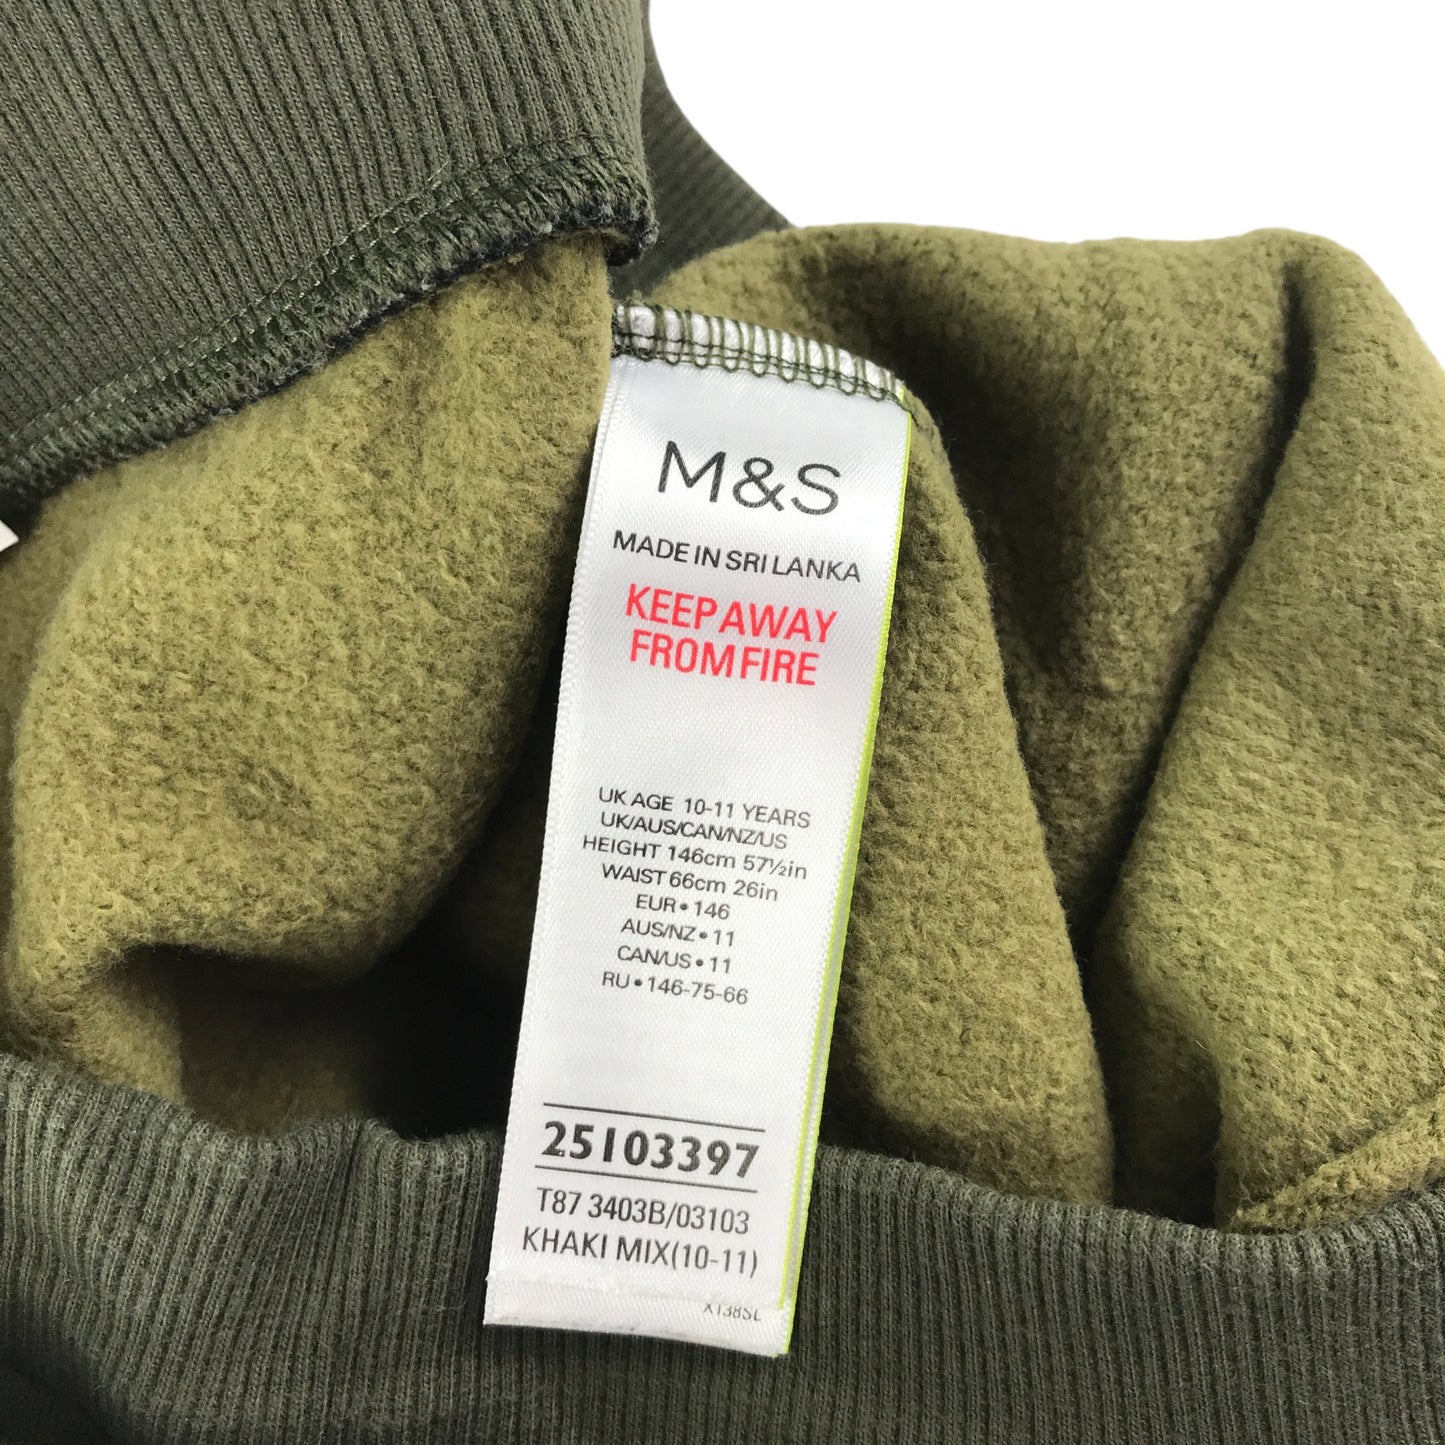 M&S
MADE IN SRI LANKA
KEEP AWAY
FROM FIRE
UK AGE 10-11 YEARS
UK/AUS/CAN/NZ/US
HEIGHT 146cm 57½in
WAIST 66cm 26in
EUR • 146
AUS/NZ • 11
CAN/US • 11
RU • 146-75-66
25103397
T87 3403B/03103
KHAKI MIX(10-11)
X138SL